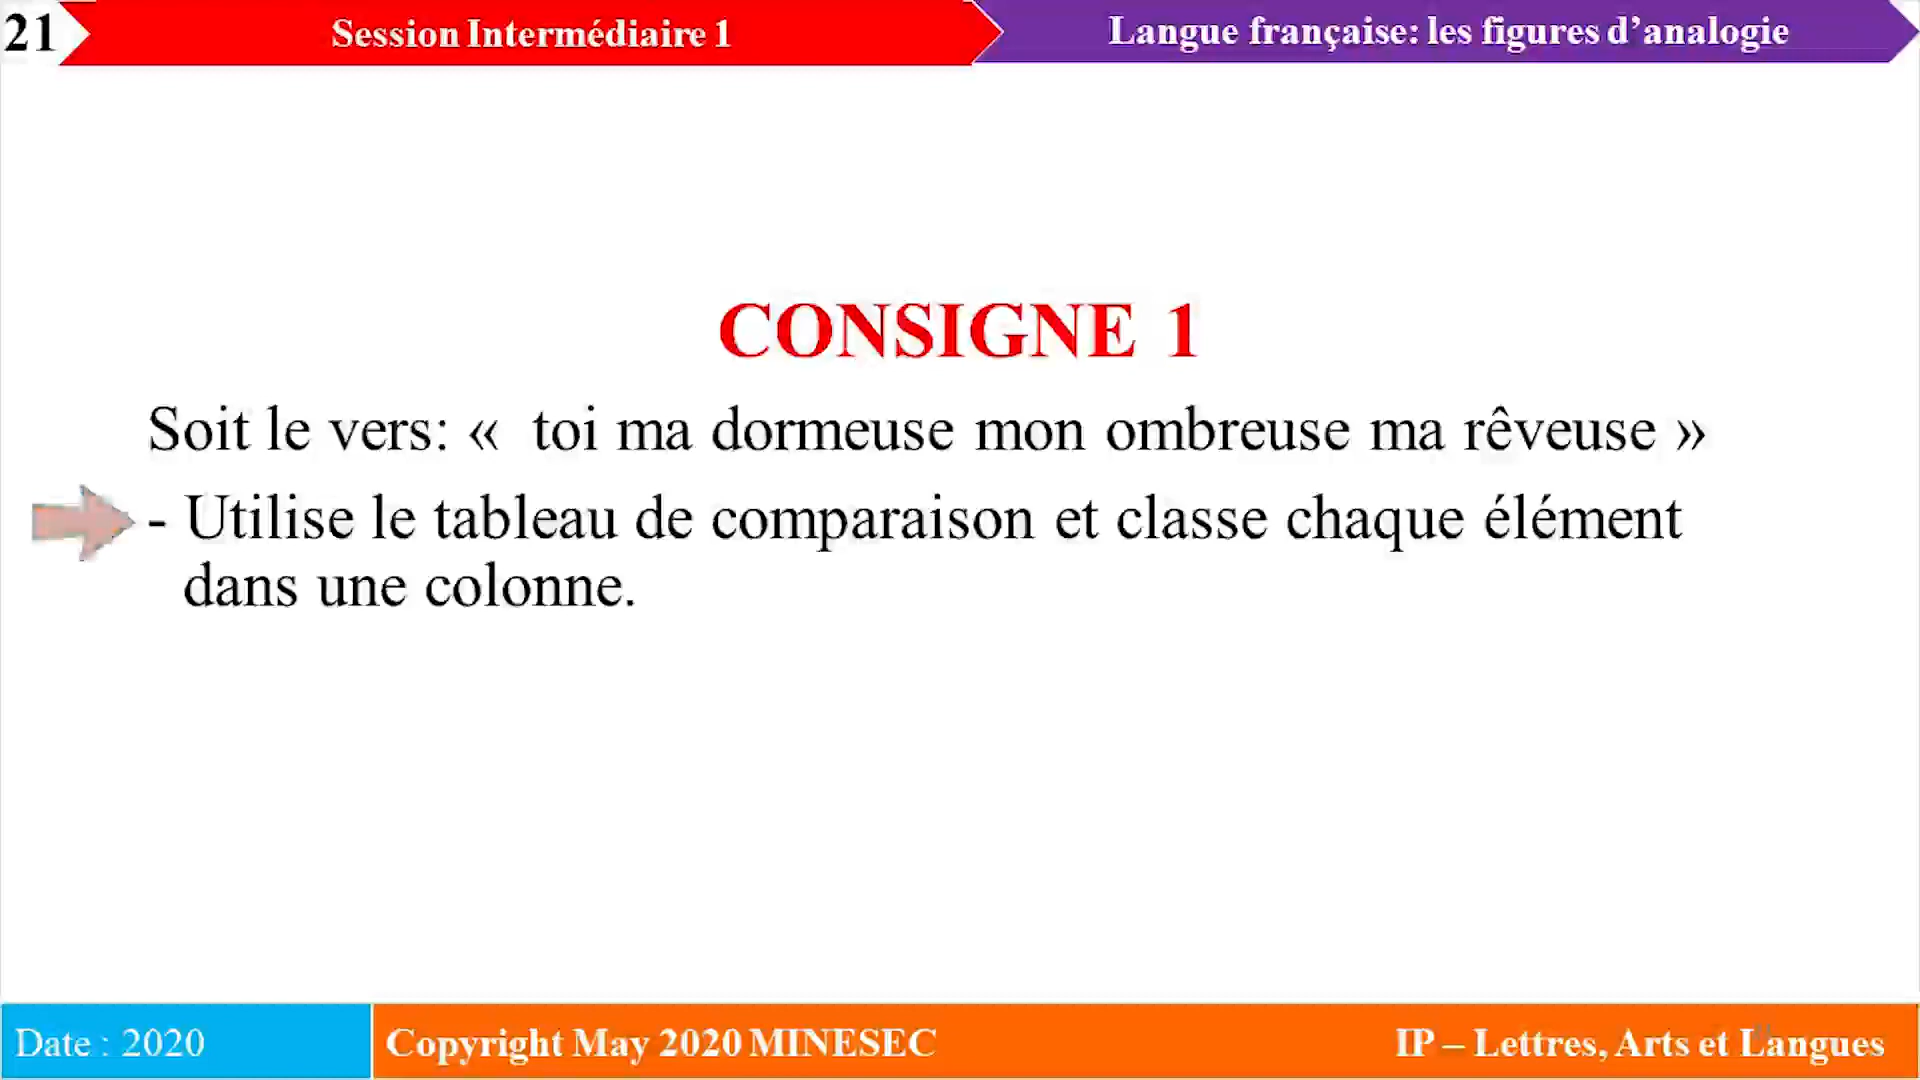 21
Session Intermédiaire 1
Langue française: les figures d’analogie
CONSIGNE 1
Soit le vers: «  toi ma dormeuse mon ombreuse ma rêveuse »
- Utilise le tableau de comparaison et classe chaque élément
dans une colonne.
Date : 2020
Copyright May 2020 MINESEC
IP – Lettres, Arts et Langues